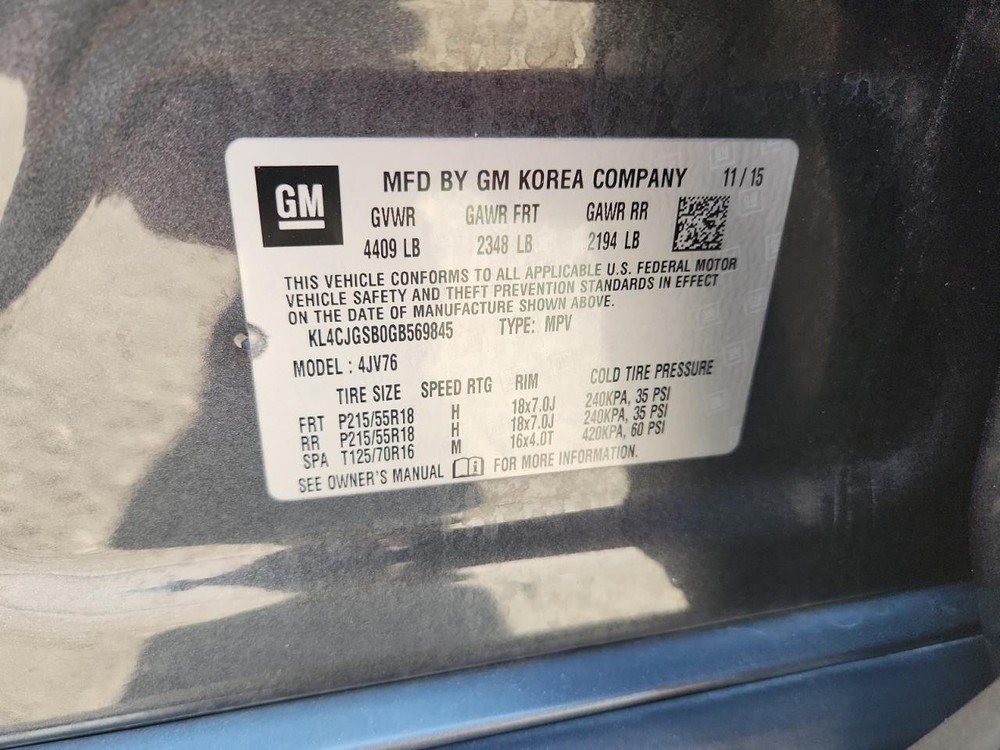 GM
MFD BY GM KOREA COMPANY 11/15
GVWR GAWR FRT GAWR RR
4409 LB 2348 LB 2194 LB
THIS VEHICLE CONFORMS TO ALL APPLICABLE U.S. FEDERAL MOTOR
VEHICLE SAFETY AND THEFT PREVENTION STANDARDS IN EFFECT
ON THE DATE OF MANUFACTURE SHOWN ABOVE.
KL4CJGSB0GB569845 TYPE: MPV
MODEL : 4JV76
TIRE SIZE SPEED RTG RIM COLD TIRE PRESSURE
FRT P215/55R18 H 18x7.0J 240KPA, 35 PSI
RR P215/55R18 H 18x7.0J 240KPA, 35 PSI
SPA T125/70R16 M 16x4.0T 420KPA, 60 PSI
SEE OWNER'S MANUAL FOR MORE INFORMATION.